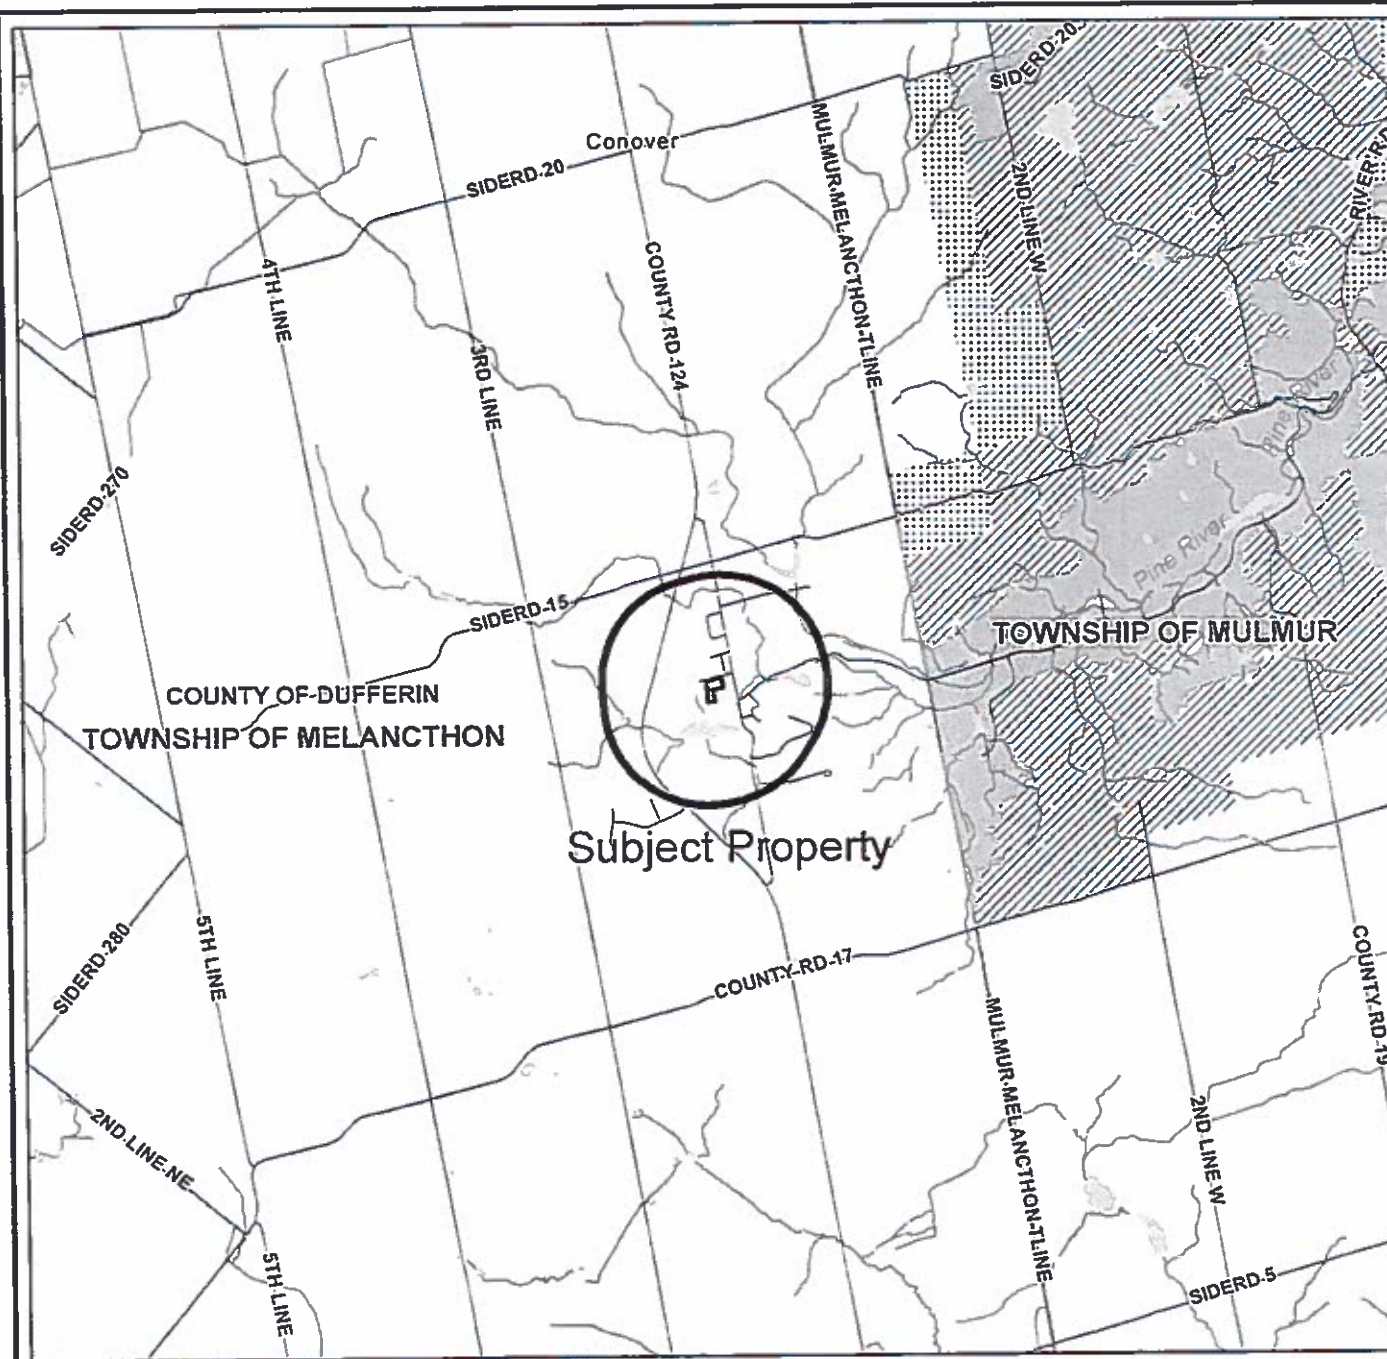 SIDERD-20
Conover
SIDERD-20
MULMUR-MELANCTHON-TLINE
2ND-LINE-W
RIVER-RD
4TH-LINE
COUNTY-RD-124
3RD LINE
Pine River
SIDERD-270
Pine River
SIDERD-15
TOWNSHIP OF MULMUR
COUNTY OF DUFFERIN
TOWNSHIP OF MELANCTHON
Subject Property
5TH LINE
SIDERD-280
COUNTY-RD-17
COUNTY-RD-19
MULMUR-MELANCTHON-TLINE
2ND-LINE-NE
2ND-LINE W
5TH-LINE
SIDERD-5